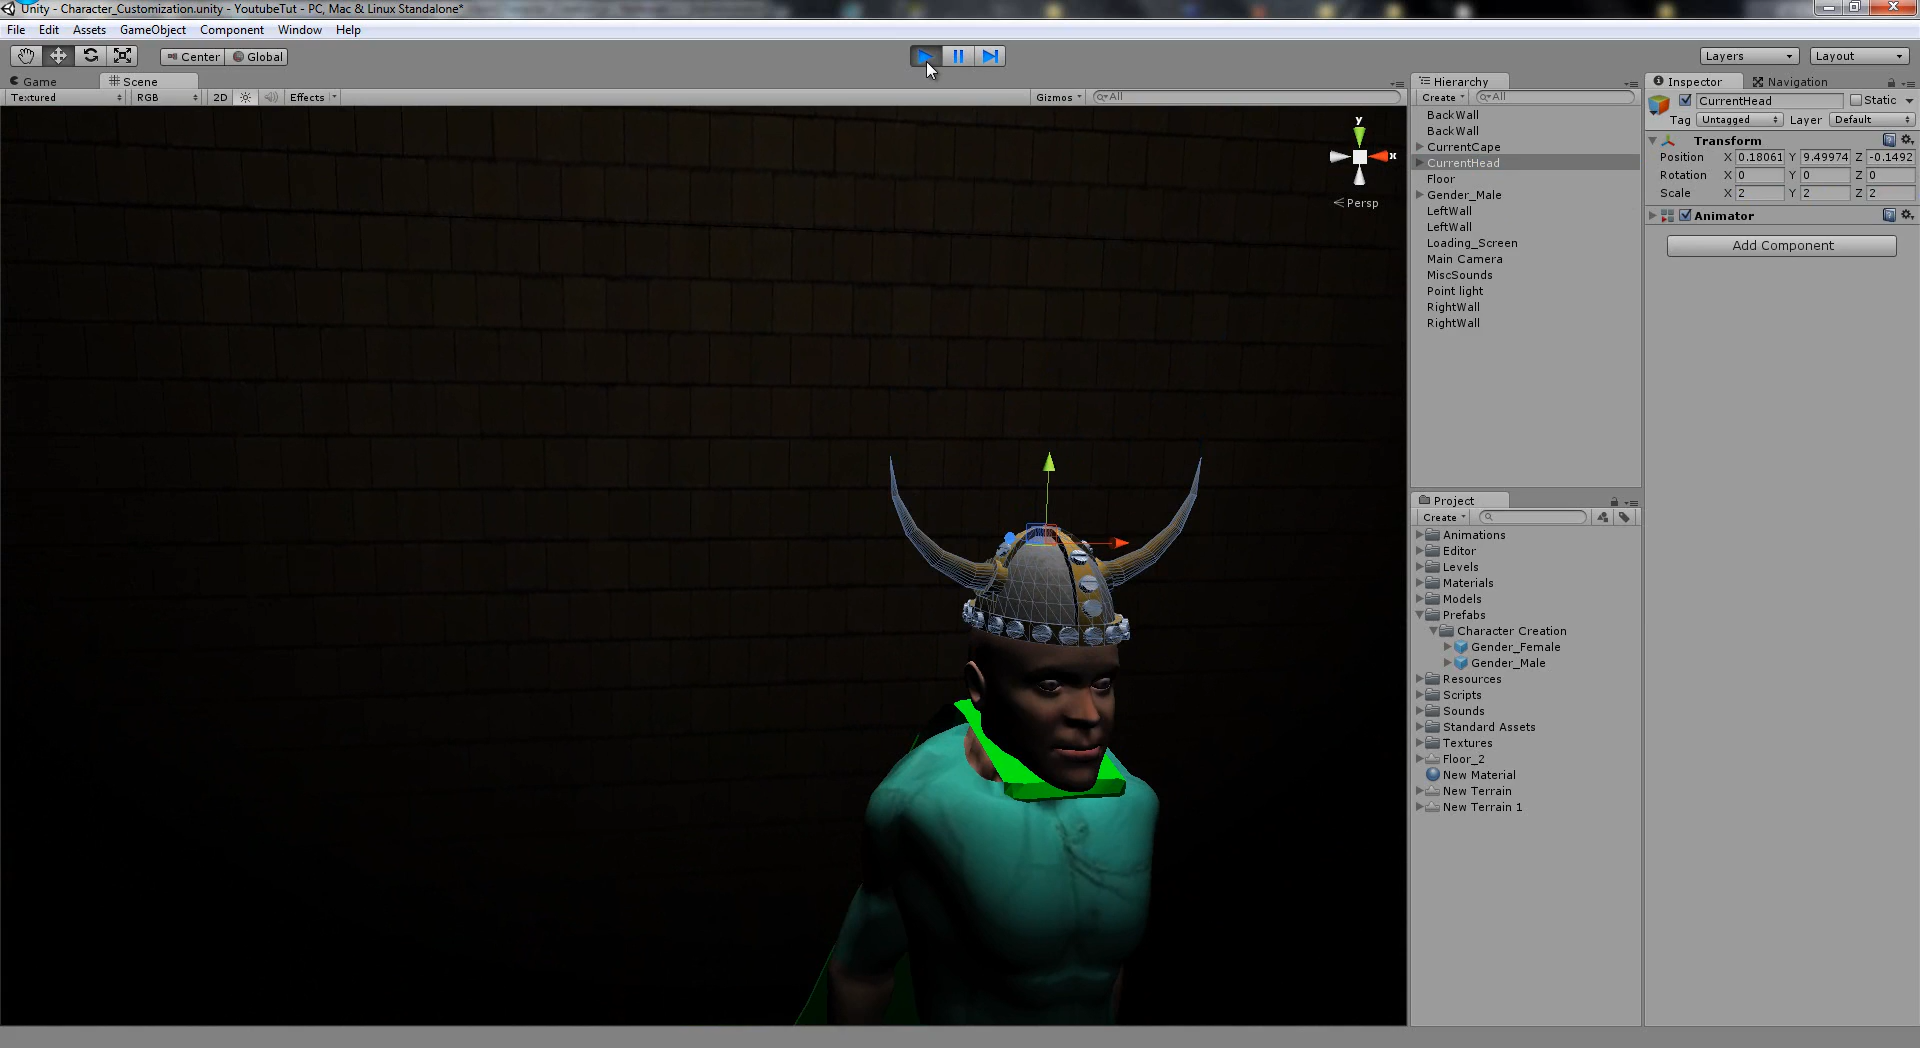 Unity - Character_Customization.unity - YoutubeTut - PC, Mac & Linux Standalone*
File Edit Assets GameObject Component Window Help
Center Global
Layers Layout
Game Scene
Textured RGB 2D Effects Gizmos All
y
x
Persp
Hierarchy
Create All
BackWall
BackWall
CurrentCape
CurrentHead
Floor
Gender_Male
LeftWall
LeftWall
Loading_Screen
Main Camera
MiscSounds
Point light
RightWall
RightWall
Project
Create
Animations
Editor
Levels
Materials
Models
Prefabs
Character Creation
Gender_Female
Gender_Male
Resources
Scripts
Sounds
Standard Assets
Textures
Floor_2
New Material
New Terrain
New Terrain 1
Inspector Navigation
CurrentHead Static
Tag Untagged Layer Default
Transform
Position X 0.18061 Y 9.49974 Z -0.1492
Rotation X 0 Y 0 Z 0
Scale X 2 Y 2 Z 2
Animator
Add Component